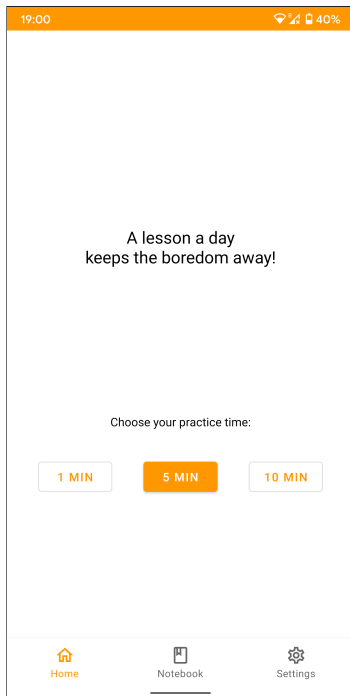 19:00
40%
A lesson a day
keeps the boredom away!
Choose your practice time:
1 MIN
5 MIN
10 MIN
Home
Notebook
Settings